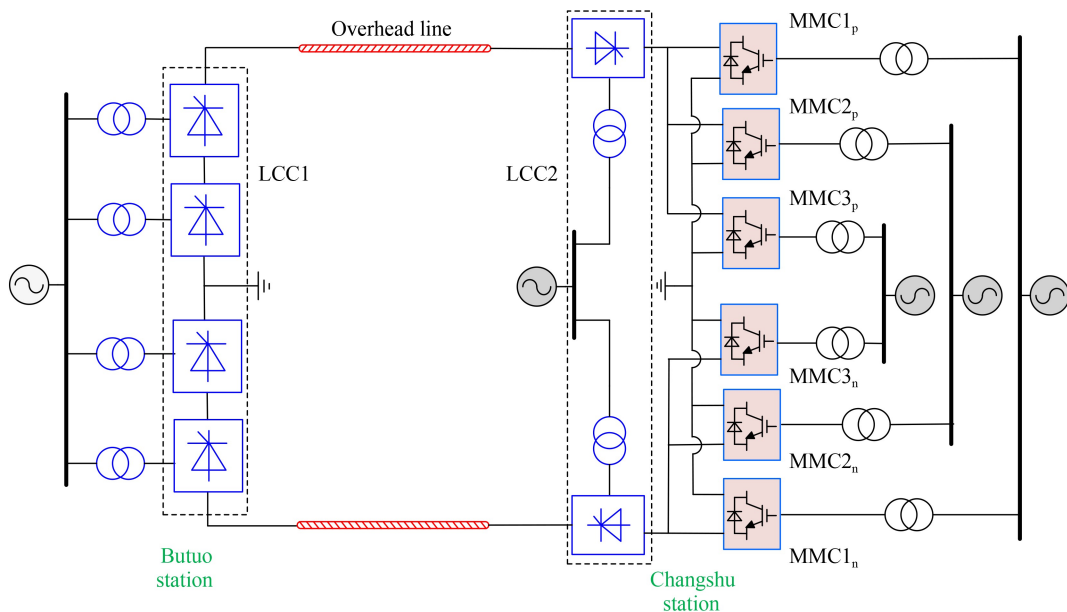 Overhead line
MMC1p
MMC2p
LCC1
LCC2
MMC3p
MMC3n
MMC2n
MMC1n
Butuo
station
Changshu
station